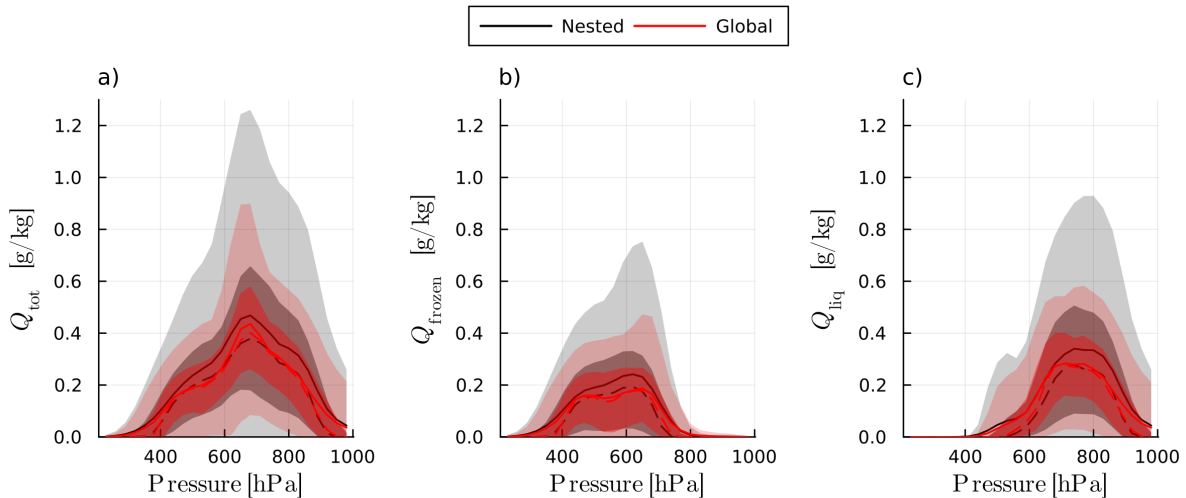 Nested Global
a) b) c)
1.2 1.0 0.8 0.6 0.4 0.2 0.0
Q_tot [g/kg]
400 600 800 1000
Pressure [hPa]
1.2 1.0 0.8 0.6 0.4 0.2 0.0
Q_frozen [g/kg]
400 600 800 1000
Pressure [hPa]
1.2 1.0 0.8 0.6 0.4 0.2 0.0
Q_liq [g/kg]
400 600 800 1000
Pressure [hPa]